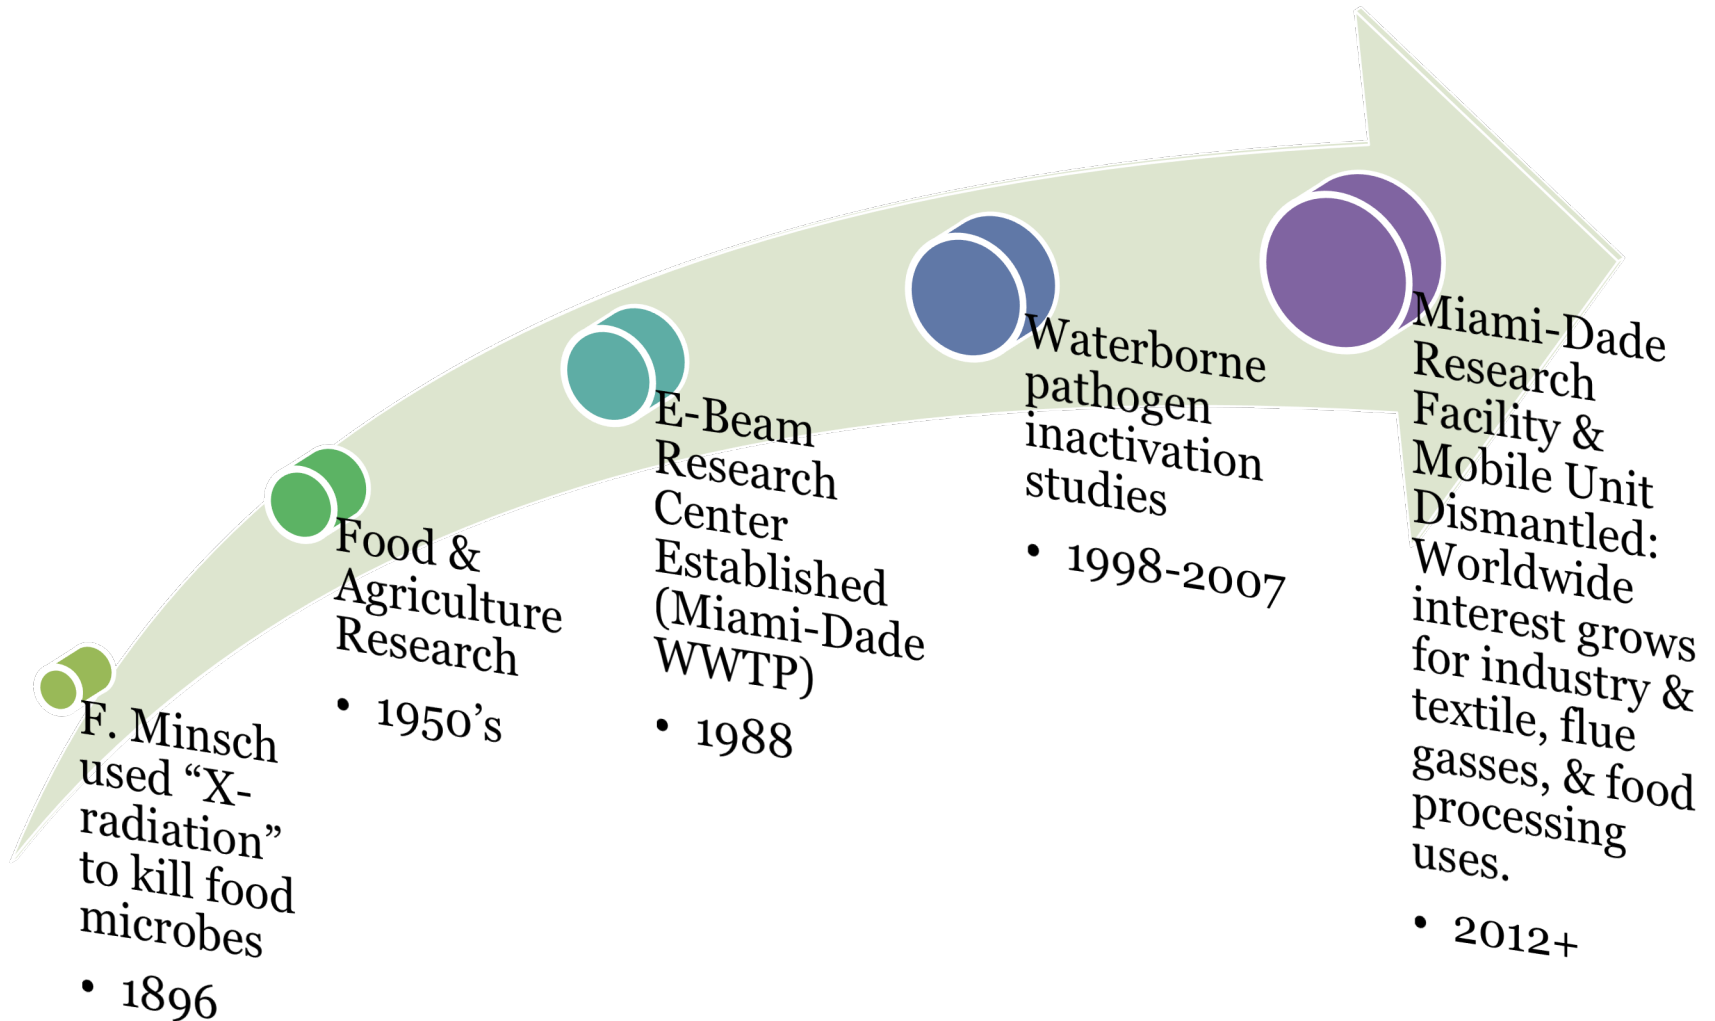 F. Minsch
used “X-
radiation”
to kill food
microbes
• 1896
Food &
Agriculture
Research
• 1950’s
E-Beam
Research
Center
Established
(Miami-Dade
WWTP)
• 1988
Waterborne
pathogen
inactivation
studies
• 1998-2007
Miami-Dade
Research
Facility &
Mobile Unit
Dismantled:
Worldwide
interest grows
for industry &
textile, flue
gasses, & food
processing
uses.
• 2012+